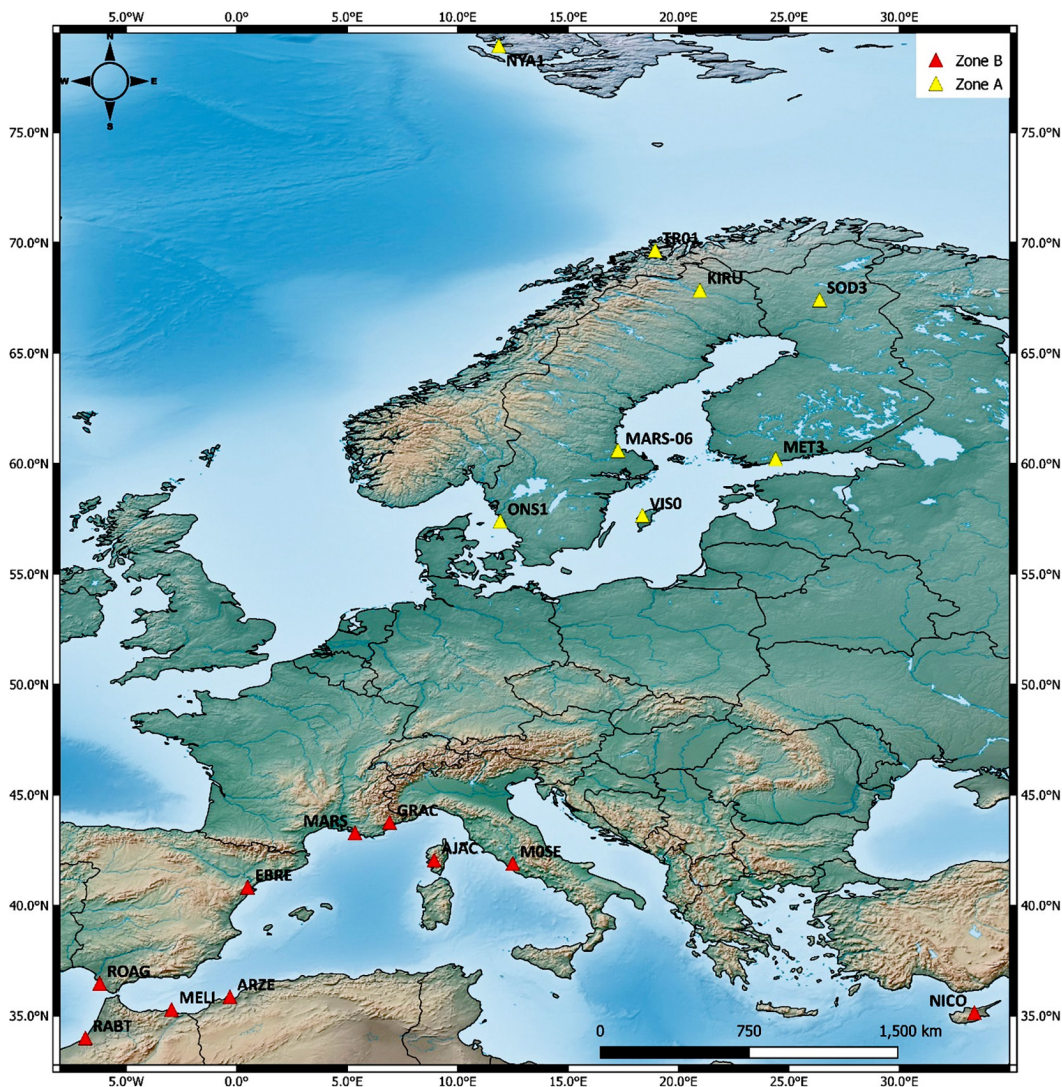 5.0°W 0.0° 5.0°E 10.0°E 15.0°E 20.0°E 25.0°E 30.0°E
N
W E
S
NYA1
Zone B
Zone A
75.0°N 75.0°N
70.0°N 70.0°N
TR01
KIRU
SOD3
65.0°N 65.0°N
MARS-06
MET3
60.0°N 60.0°N
ONS1
VIS0
55.0°N 55.0°N
50.0°N 50.0°N
45.0°N 45.0°N
MARS
GRAC
AJAC
M0SE
EBRE
40.0°N 40.0°N
ROAG
MELI
ARZE
NICO
35.0°N 35.0°N
RABT
0 750 1,500 km
5.0°W 0.0° 5.0°E 10.0°E 15.0°E 20.0°E 25.0°E 30.0°E